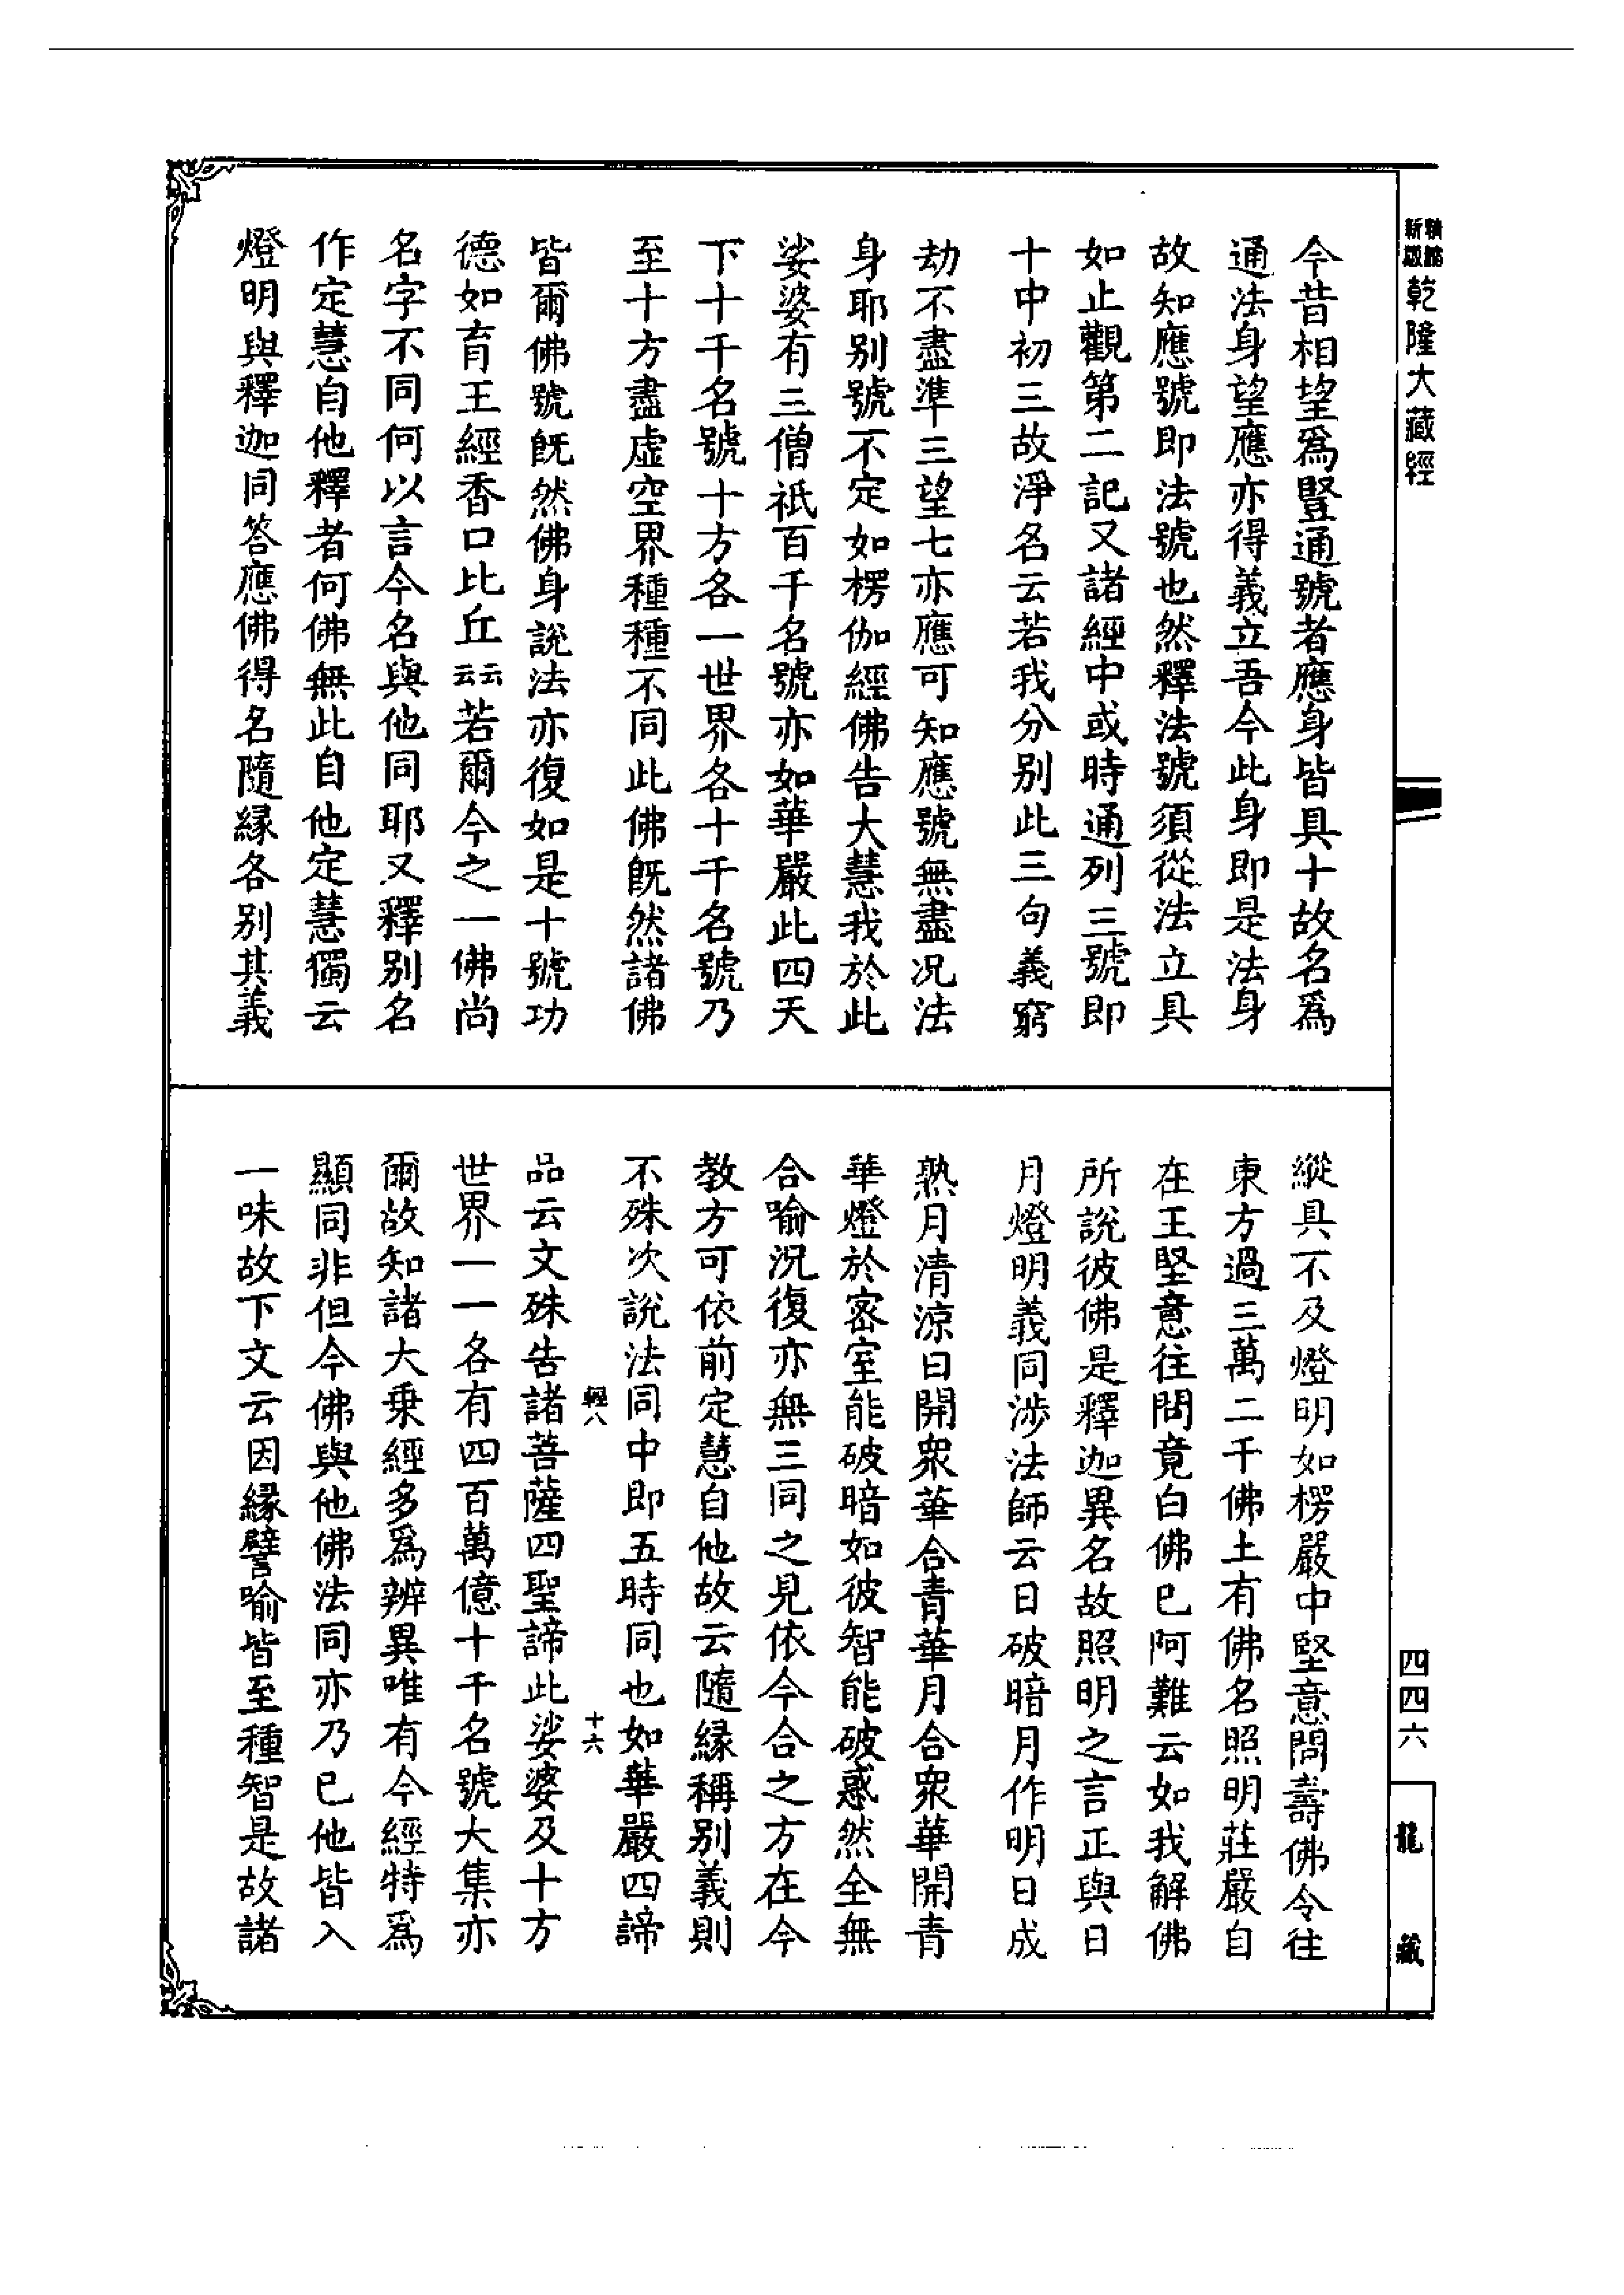 乾隆大藏經
今昔相望爲豎通號者應身皆具十故名爲
通法身望應亦得義立吾今此身即是法身
故知應號即法號也然釋法號須從法立具
如止觀第二記又諸經中或時通列三號即
十中初三故淨名云若我分別此三句義窮
劫不盡準三望七亦應可知應號無盡况法
身耶别號不定如楞伽經佛告大慧我於此
娑婆有三僧祇百千名號亦如華嚴此四天
下十千名號十方各一世界各十千名號乃
至十方盡虛空界種種不同此佛旣然諸佛
皆爾佛號旣然佛身說法亦復如是十號功
德如育王經香口比丘云云若爾今之一佛尚
名字不同何以言今名與他同耶又釋别名
作定慧自他釋者何佛無此自他定慧獨云
燈明與釋迦同答應佛得名隨緣各别其義
縱具不及燈明如楞嚴中堅意問壽佛令往
東方過三萬二千佛土有佛名照明莊嚴自
在王堅意往問竟白佛已阿難云如我解佛
所說彼佛是釋迦異名故照明之言正與日
月燈明義同涉法師云日破暗月作明日成
熟月清涼日開衆華合青華月合衆華開青
華燈於密室能破暗如彼智能破惑然全無
合喻況復亦無三同之見依今合之方在今
教方可依前定慧自他故云隨緣稱别義則
不殊次說法同中即五時同也如華嚴四諦
輕八 十六
品云文殊告諸菩薩四聖諦此娑婆及十方
世界一一各有四百萬億十千名號大集亦
爾故知諸大乗經多爲辨異唯有今經特爲
顯同非但今佛與他佛法同亦乃已他皆入
一味故下文云因緣譬喻皆至種智是故諸
四四六
龍藏